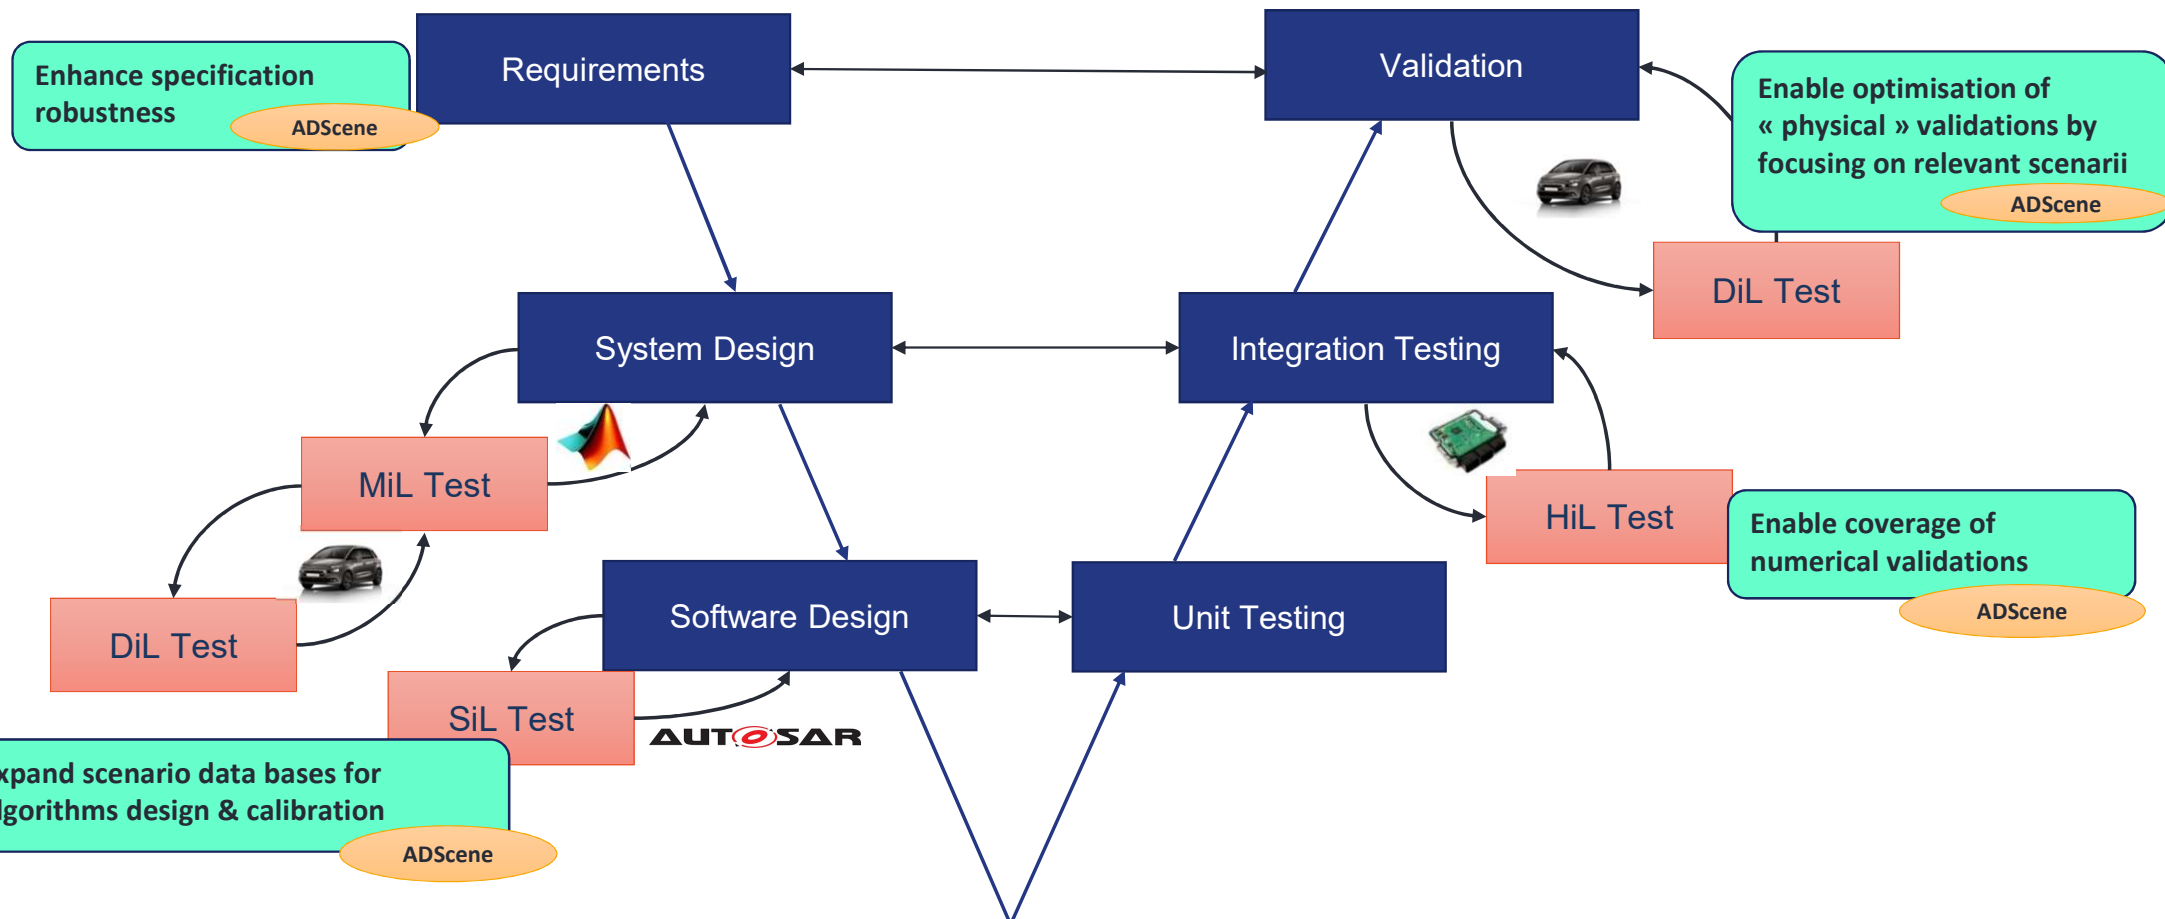 Requirements
Validation
Enhance specification
robustness
ADScene
Enable optimisation of
« physical » validations by
focusing on relevant scenarii
ADScene
DiL Test
System Design
Integration Testing
MiL Test
HiL Test
Enable coverage of
numerical validations
ADScene
DiL Test
Software Design
Unit Testing
SiL Test
AUTOSAR
xpand scenario data bases for
lgorithms design & calibration
ADScene